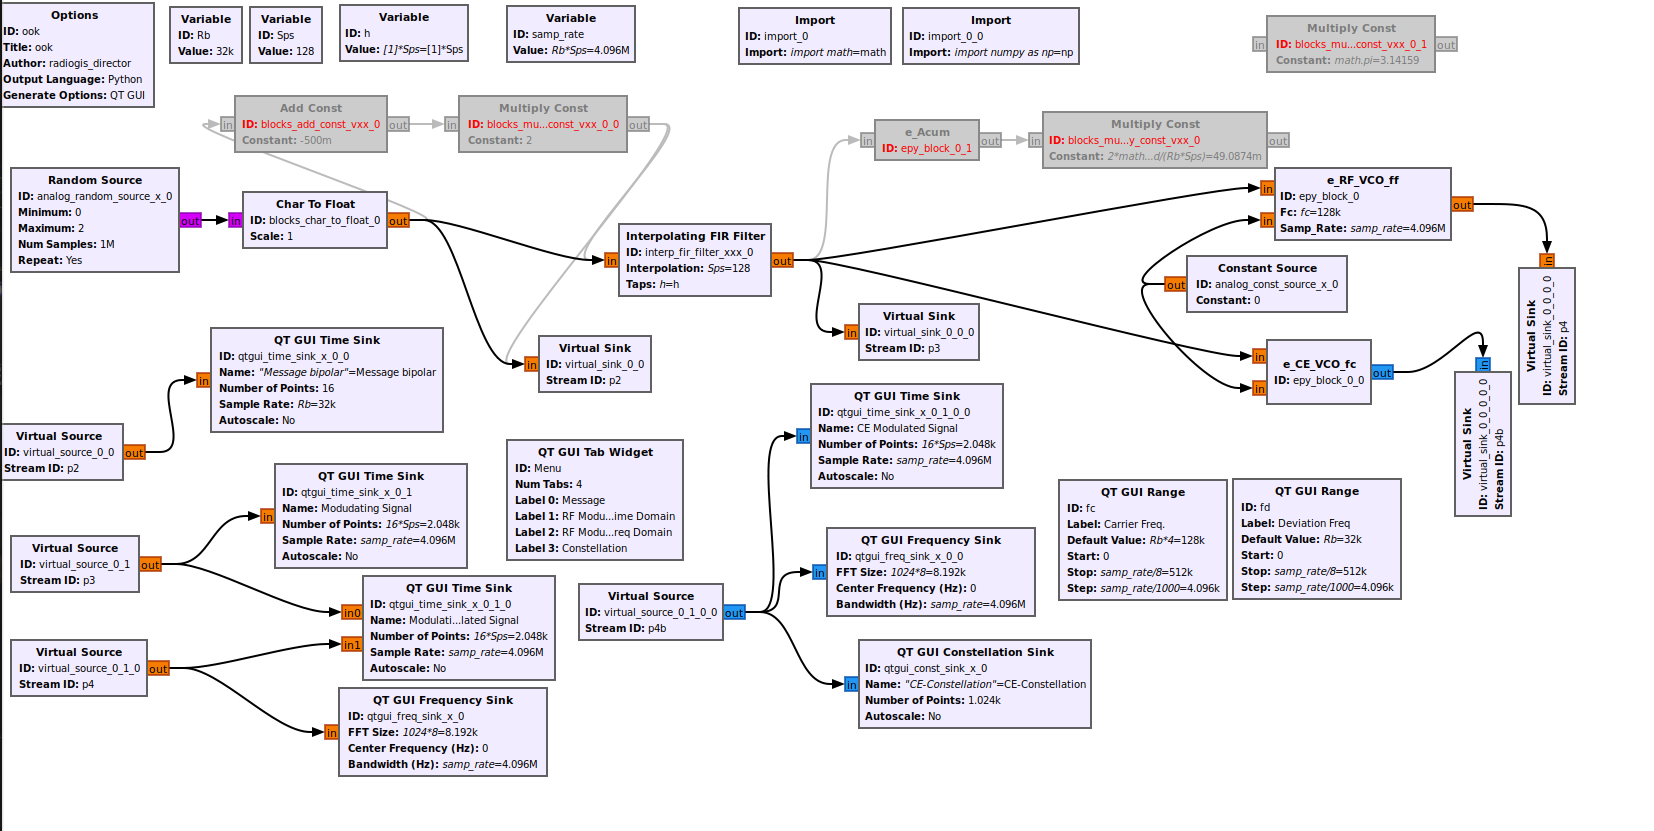 Options
ID: ook
Title: ook
Author: radiogis_director
Output Language: Python
Generate Options: QT GUI
Variable
ID: Rb
Value: 32k
Variable
ID: Sps
Value: 128
Variable
ID: h
Value: [1]*Sps=[1]*Sps
Variable
ID: samp_rate
Value: Rb*Sps=4.096M
Import
ID: import_0
Import: import math=math
Import
ID: import_0_0
Import: import numpy as np=np
Multiply Const
in
ID: blocks_mu...const_vxx_0_1
out
Constant: math.pi=3.14159
Add Const
in
ID: blocks_add_const_vxx_0
out
Constant: -500m
Multiply Const
in
ID: blocks_mu...const_vxx_0_0
out
Constant: 2
e_Acum
in
ID: epy_block_0_1
out
Multiply Const
in
ID: blocks_mu...y_const_vxx_0
out
Constant: 2*math...d/(Rb*Sps)=49.0874m
Random Source
ID: analog_random_source_x_0
Minimum: 0
Maximum: 2
Num Samples: 1M
Repeat: Yes
out
Char To Float
in
ID: blocks_char_to_float_0
out
Scale: 1
Interpolating FIR Filter
ID: interp_fir_filter_xxx_0
in
Interpolation: Sps=128
out
Taps: h=h
e_RF_VCO_ff
in
ID: epy_block_0
out
Fc: fc=128k
in
Samp_Rate: samp_rate=4.096M
Constant Source
out
ID: analog_const_source_x_0
Constant: 0
in
Virtual Sink
ID: virtual_sink_0_0_0_0_0
Stream ID: p4
Virtual Sink
in
ID: virtual_sink_0_0_0
Stream ID: p3
Virtual Sink
in
ID: virtual_sink_0_0
Stream ID: p2
e_CE_VCO_fc
in
ID: epy_block_0_0
out
in
in
Virtual Sink
ID: virtual_sink_0_0_0_0_0_0
Stream ID: p4b
QT GUI Time Sink
ID: qtgui_time_sink_x_0_0
Name: "Message bipolar"=Message bipolar
in
Number of Points: 16
Sample Rate: Rb=32k
Autoscale: No
Virtual Source
ID: virtual_source_0_0
out
Stream ID: p2
QT GUI Time Sink
ID: qtgui_time_sink_x_0_1
Name: Modudating Signal
in
Number of Points: 16*Sps=2.048k
Sample Rate: samp_rate=4.096M
Autoscale: No
QT GUI Tab Widget
ID: Menu
Num Tabs: 4
Label 0: Message
Label 1: RF Modu...ime Domain
Label 2: RF Modu...req Domain
Label 3: Constellation
QT GUI Time Sink
ID: qtgui_time_sink_x_0_1_0_0
Name: CE Modulated Signal
in
Number of Points: 16*Sps=2.048k
Sample Rate: samp_rate=4.096M
Autoscale: No
QT GUI Range
ID: fc
Label: Carrier Freq.
Default Value: Rb*4=128k
Start: 0
Stop: samp_rate/8=512k
Step: samp_rate/1000=4.096k
QT GUI Range
ID: fd
Label: Deviation Freq
Default Value: Rb=32k
Start: 0
Stop: samp_rate/8=512k
Step: samp_rate/1000=4.096k
Virtual Source
ID: virtual_source_0_1
out
Stream ID: p3
QT GUI Time Sink
ID: qtgui_time_sink_x_0_1_0
in0
Name: Modulati...lated Signal
Number of Points: 16*Sps=2.048k
in1
Sample Rate: samp_rate=4.096M
Autoscale: No
Virtual Source
ID: virtual_source_0_1_0_0
out
Stream ID: p4b
QT GUI Frequency Sink
ID: qtgui_freq_sink_x_0_0
in
FFT Size: 1024*8=8.192k
Center Frequency (Hz): 0
Bandwidth (Hz): samp_rate=4.096M
Virtual Source
ID: virtual_source_0_1_0
out
Stream ID: p4
QT GUI Constellation Sink
ID: qtgui_const_sink_x_0
in
Name: "CE-Constellation"=CE-Constellation
Number of Points: 1.024k
Autoscale: No
QT GUI Frequency Sink
ID: qtgui_freq_sink_x_0
in
FFT Size: 1024*8=8.192k
Center Frequency (Hz): 0
Bandwidth (Hz): samp_rate=4.096M